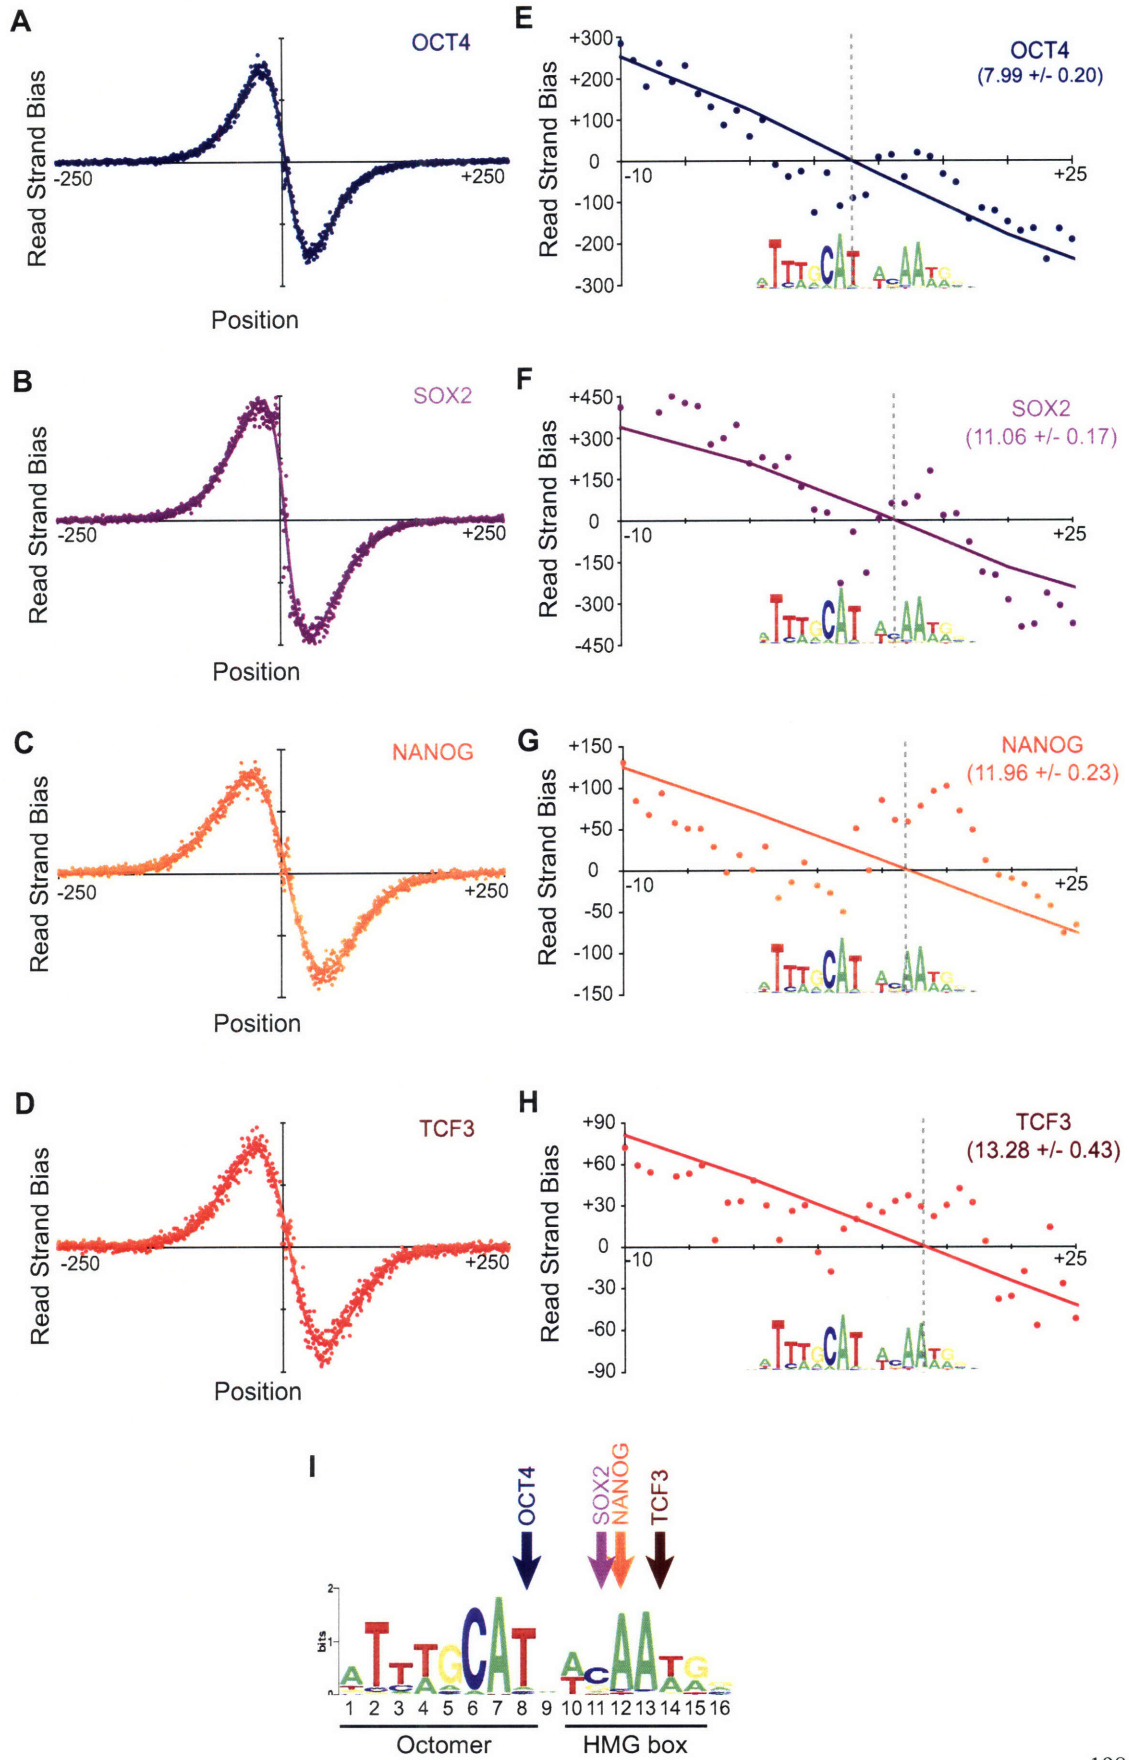 A
OCT4
Read Strand Bias
-250
+250
Position
E
OCT4
(7.99 +/- 0.20)
Read Strand Bias
+300
+200
+100
0
-100
-200
-300
-10
+25
B
SOX2
Read Strand Bias
-250
+250
Position
F
SOX2
(11.06 +/- 0.17)
Read Strand Bias
+450
+300
+150
0
-150
-300
-450
-10
+25
C
NANOG
Read Strand Bias
-250
+250
Position
G
NANOG
(11.96 +/- 0.23)
Read Strand Bias
+150
+100
+50
0
-50
-100
-150
-10
+25
D
TCF3
Read Strand Bias
-250
+250
Position
H
TCF3
(13.28 +/- 0.43)
Read Strand Bias
+90
+60
+30
0
-30
-60
-90
-10
+25
I
OCT4
SOX2
NANOG
TCF3
2
1
0
bits
ATTTGCAT ACAATG
1 2 3 4 5 6 7 8 9 10 11 12 13 14 15 16
Octomer
HMG box